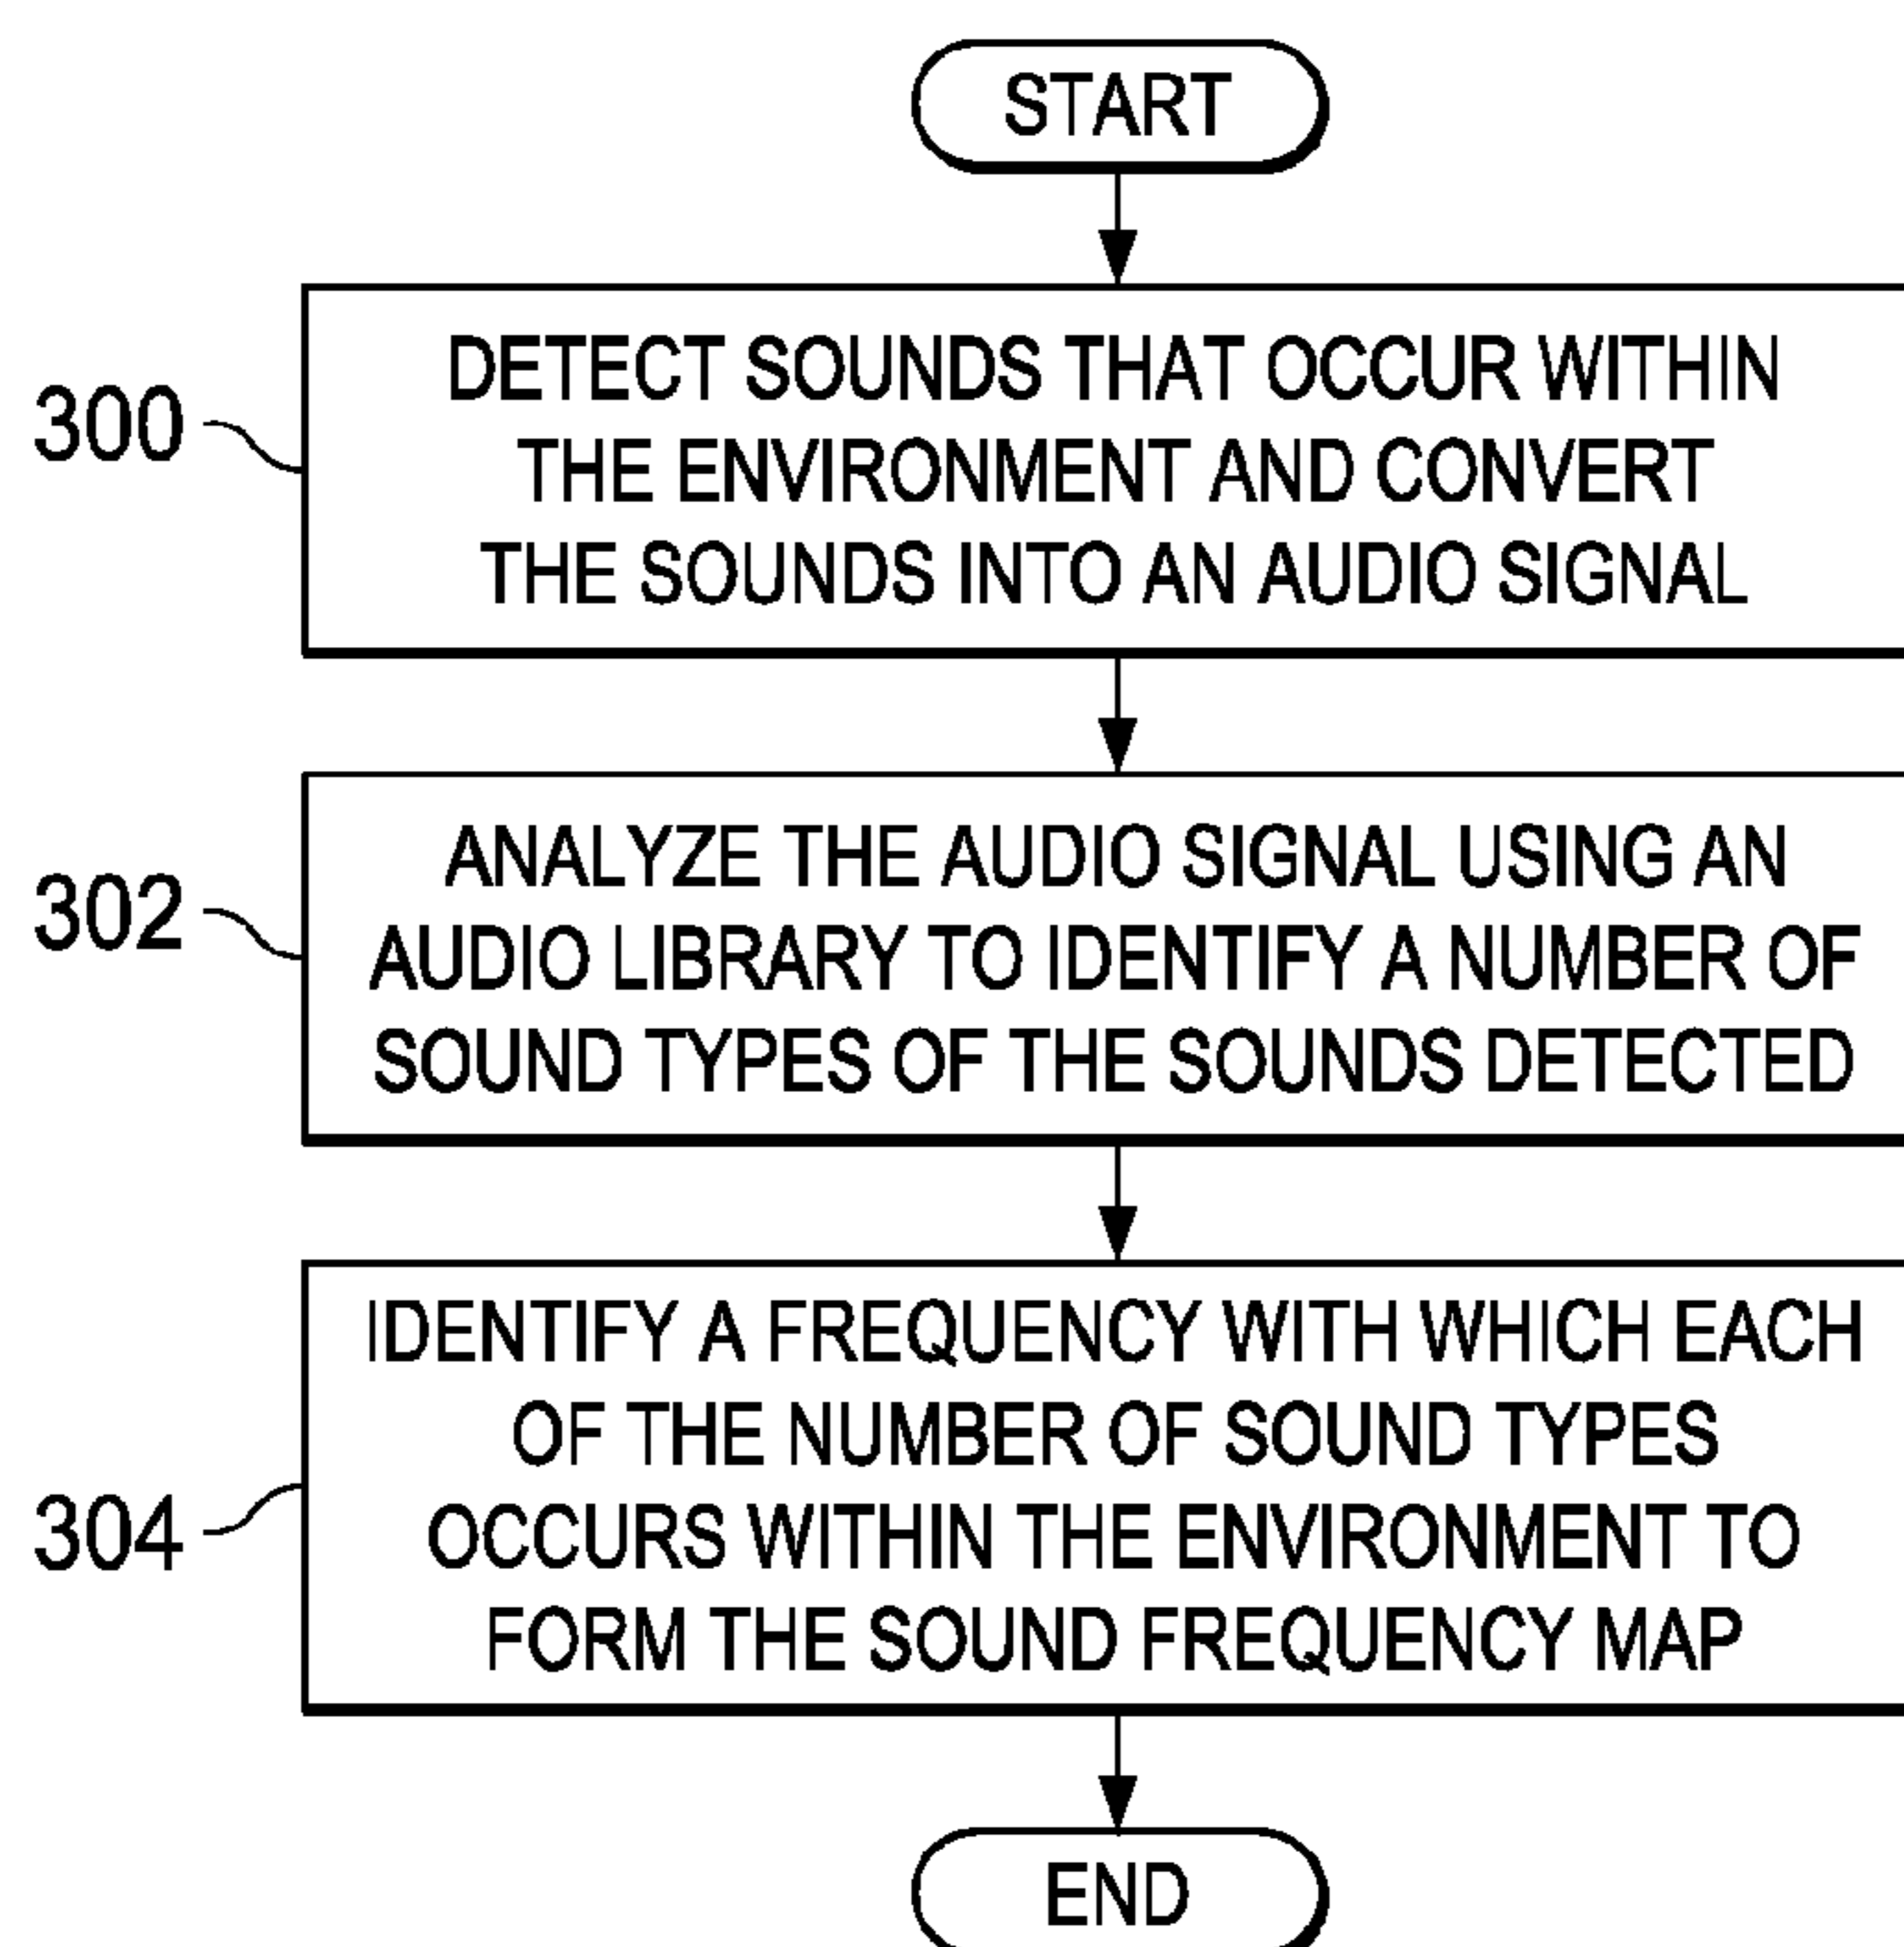 START
300
DETECT SOUNDS THAT OCCUR WITHIN
THE ENVIRONMENT AND CONVERT
THE SOUNDS INTO AN AUDIO SIGNAL
302
ANALYZE THE AUDIO SIGNAL USING AN
AUDIO LIBRARY TO IDENTIFY A NUMBER OF
SOUND TYPES OF THE SOUNDS DETECTED
304
IDENTIFY A FREQUENCY WITH WHICH EACH
OF THE NUMBER OF SOUND TYPES
OCCURS WITHIN THE ENVIRONMENT TO
FORM THE SOUND FREQUENCY MAP
END